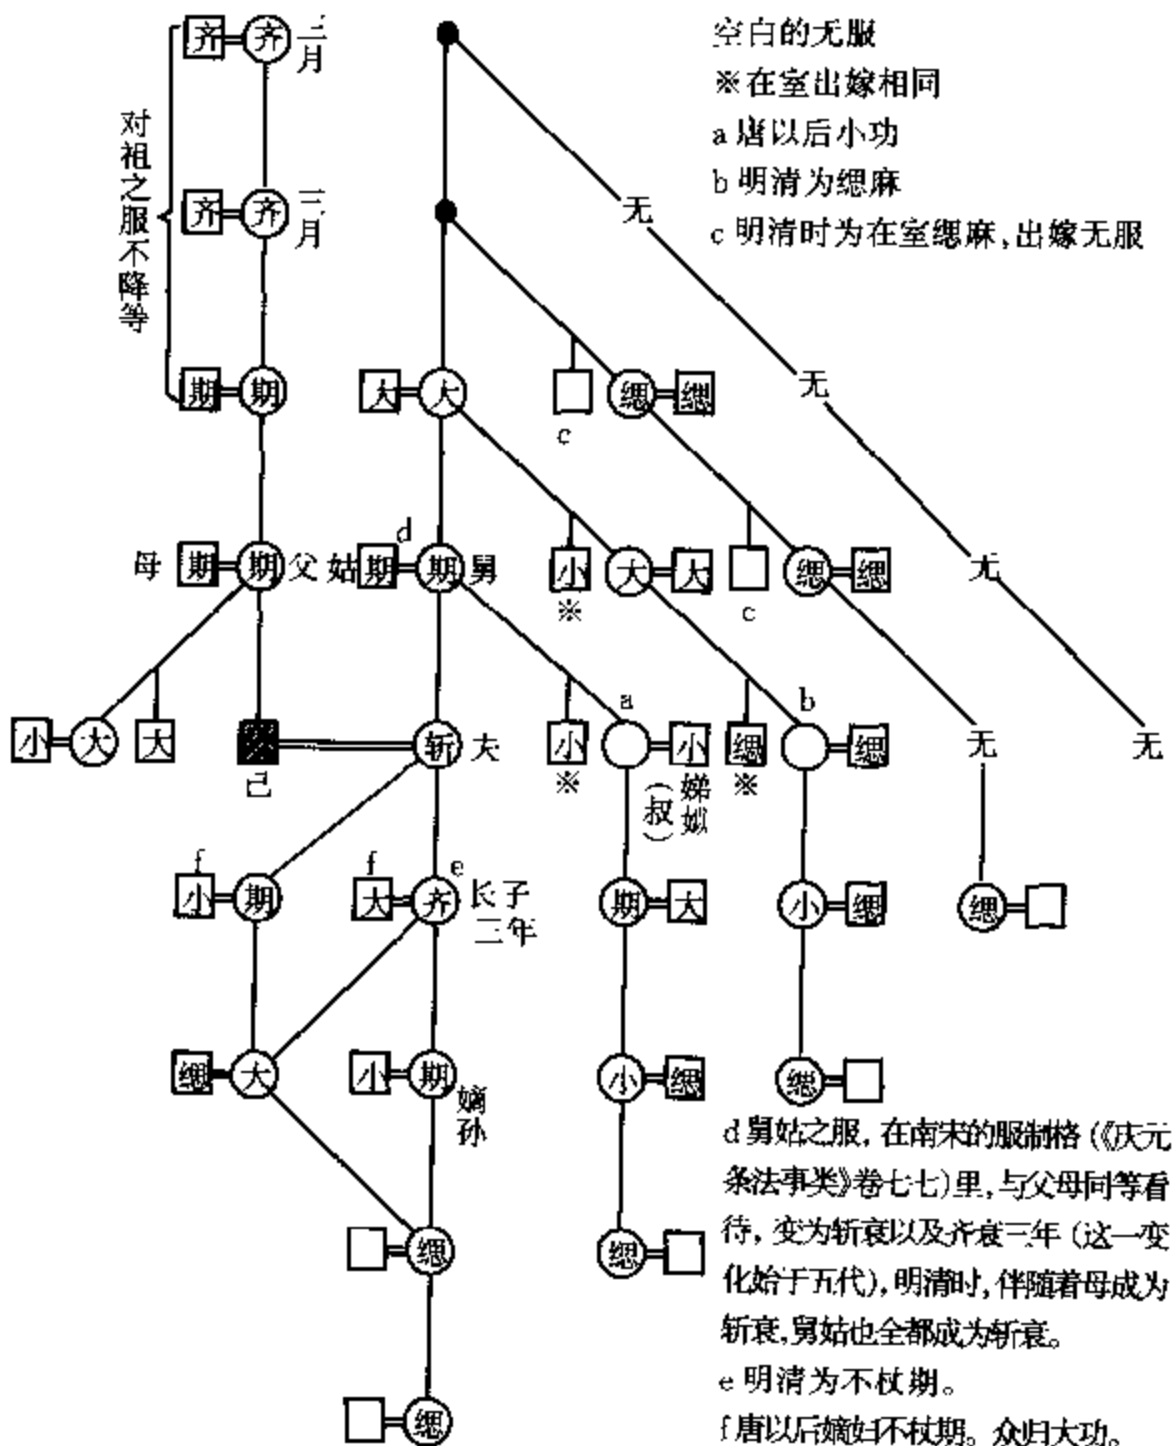 空白的无服
※在室出嫁相同
a 唐以后小功
b 明清为缌麻
c 明清时为在室缌麻,出嫁无服
齐 齐 三月
对祖之服不降等
齐 齐 三月
无
期 期 大 大 缌 缌 无
c
d
母 期 期 父 姑 期 期 舅 小 大 大 缌 缌 无
※ c
a b
小 大 大 斩 夫 小 小 缌 缌 无 无
己 ※ (叔) 娣姒 ※
f f e
小 期 大 齐 长子三年 期 大 小 缌 缌
缌 大 小 期 嫡孙 小 缌 缌
缌 缌
缌
d 舅姑之服,在南宋的服制格(《庆元
条法事类》卷七七)里,与父母同等看
待,变为斩衰以及齐衰三年(这一变
化始于五代),明清时,伴随着母成为
斩衰,舅姑也全都成为斩衰。
e 明清为不杖期。
f 唐以后嫡妇不杖期。众归大功。